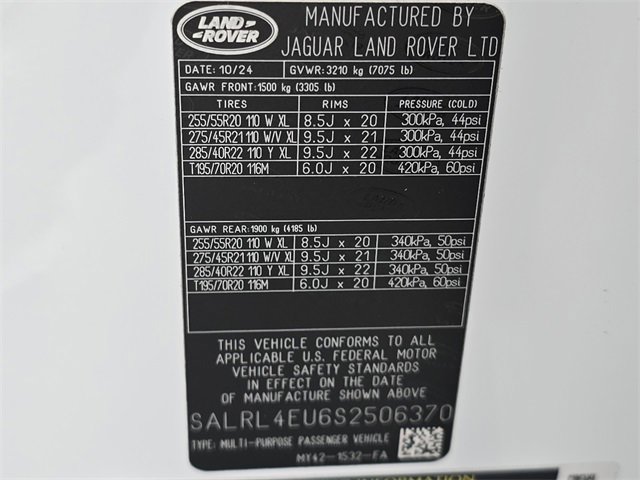 LAND
ROVER
MANUFACTURED BY
JAGUAR LAND ROVER LTD
DATE: 10/24 GVWR: 3210 kg (7075 lb)
GAWR FRONT: 1500 kg (3305 lb)
TIRES RIMS PRESSURE (COLD)
255/55R20 110 W XL 8.5J x 20 300kPa, 44psi
275/45R21 110 W/V XL 9.5J x 21 300kPa, 44psi
285/40R22 110 Y XL 9.5J x 22 300kPa, 44psi
T195/70R20 116M 6.0J x 20 420kPa, 60psi
GAWR REAR: 1900 kg (4185 lb)
255/55R20 110 W XL 8.5J x 20 340kPa, 50psi
275/45R21 110 W/V XL 9.5J x 21 340kPa, 50psi
285/40R22 110 Y XL 9.5J x 22 340kPa, 50psi
T195/70R20 116M 6.0J x 20 420kPa, 60psi
THIS VEHICLE CONFORMS TO ALL
APPLICABLE U.S. FEDERAL MOTOR
VEHICLE SAFETY STANDARDS
IN EFFECT ON THE DATE
OF MANUFACTURE SHOWN ABOVE
SALRL4EU6S2506370
TYPE: MULTI-PURPOSE PASSENGER VEHICLE
MY42-1532-FA
INFORMATION